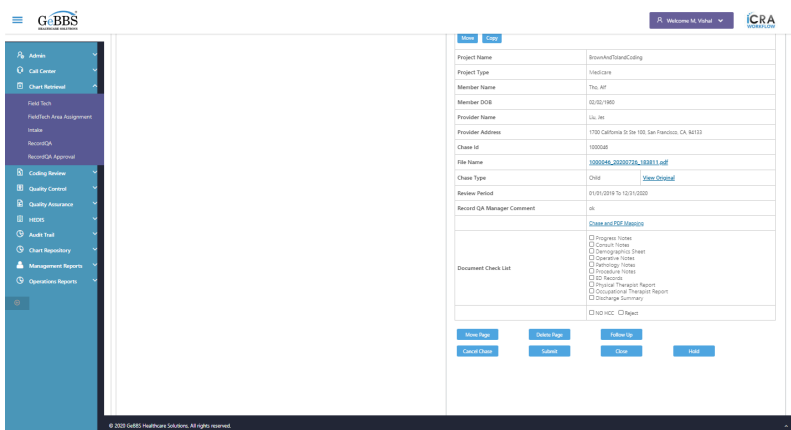 GeBBS
HEALTHCARE SOLUTIONS
Welcome M, Vishal
iCRA
WORKFLOW
Admin
Call Center
Chart Retrieval
Field Tech
FieldTech Area Assignment
Intake
RecordQA
RecordQA Approval
Coding Review
Quality Control
Quality Assurance
HEDIS
Audit Trail
Chart Repository
Management Reports
Operations Reports
Move Copy
Project Name BrownAndTolandCoding
Project Type Medicare
Member Name Tho, Alf
Member DOB 02/02/1960
Provider Name Liu, Jes
Provider Address 1700 California St Ste 100, San Francisco, CA, 94133
Chase Id 1000046
File Name 1000046_20200726_183811.pdf
Chase Type Child View Original
Review Period 01/01/2019 To 12/31/2020
Record QA Manager Comment ok
Chase and PDF Mapping
Document Check List
Progress Notes
Consult Notes
Demographics Sheet
Operative Notes
Pathology Notes
Procedure Notes
ED Records
Physical Therapist Report
Occupational Therapist Report
Discharge Summary
NO HCC Reject
Move Page Delete Page Follow Up
Cancel Chase Submit Close Hold
© 2020 GeBBS Healthcare Solutions, All rights reserved.